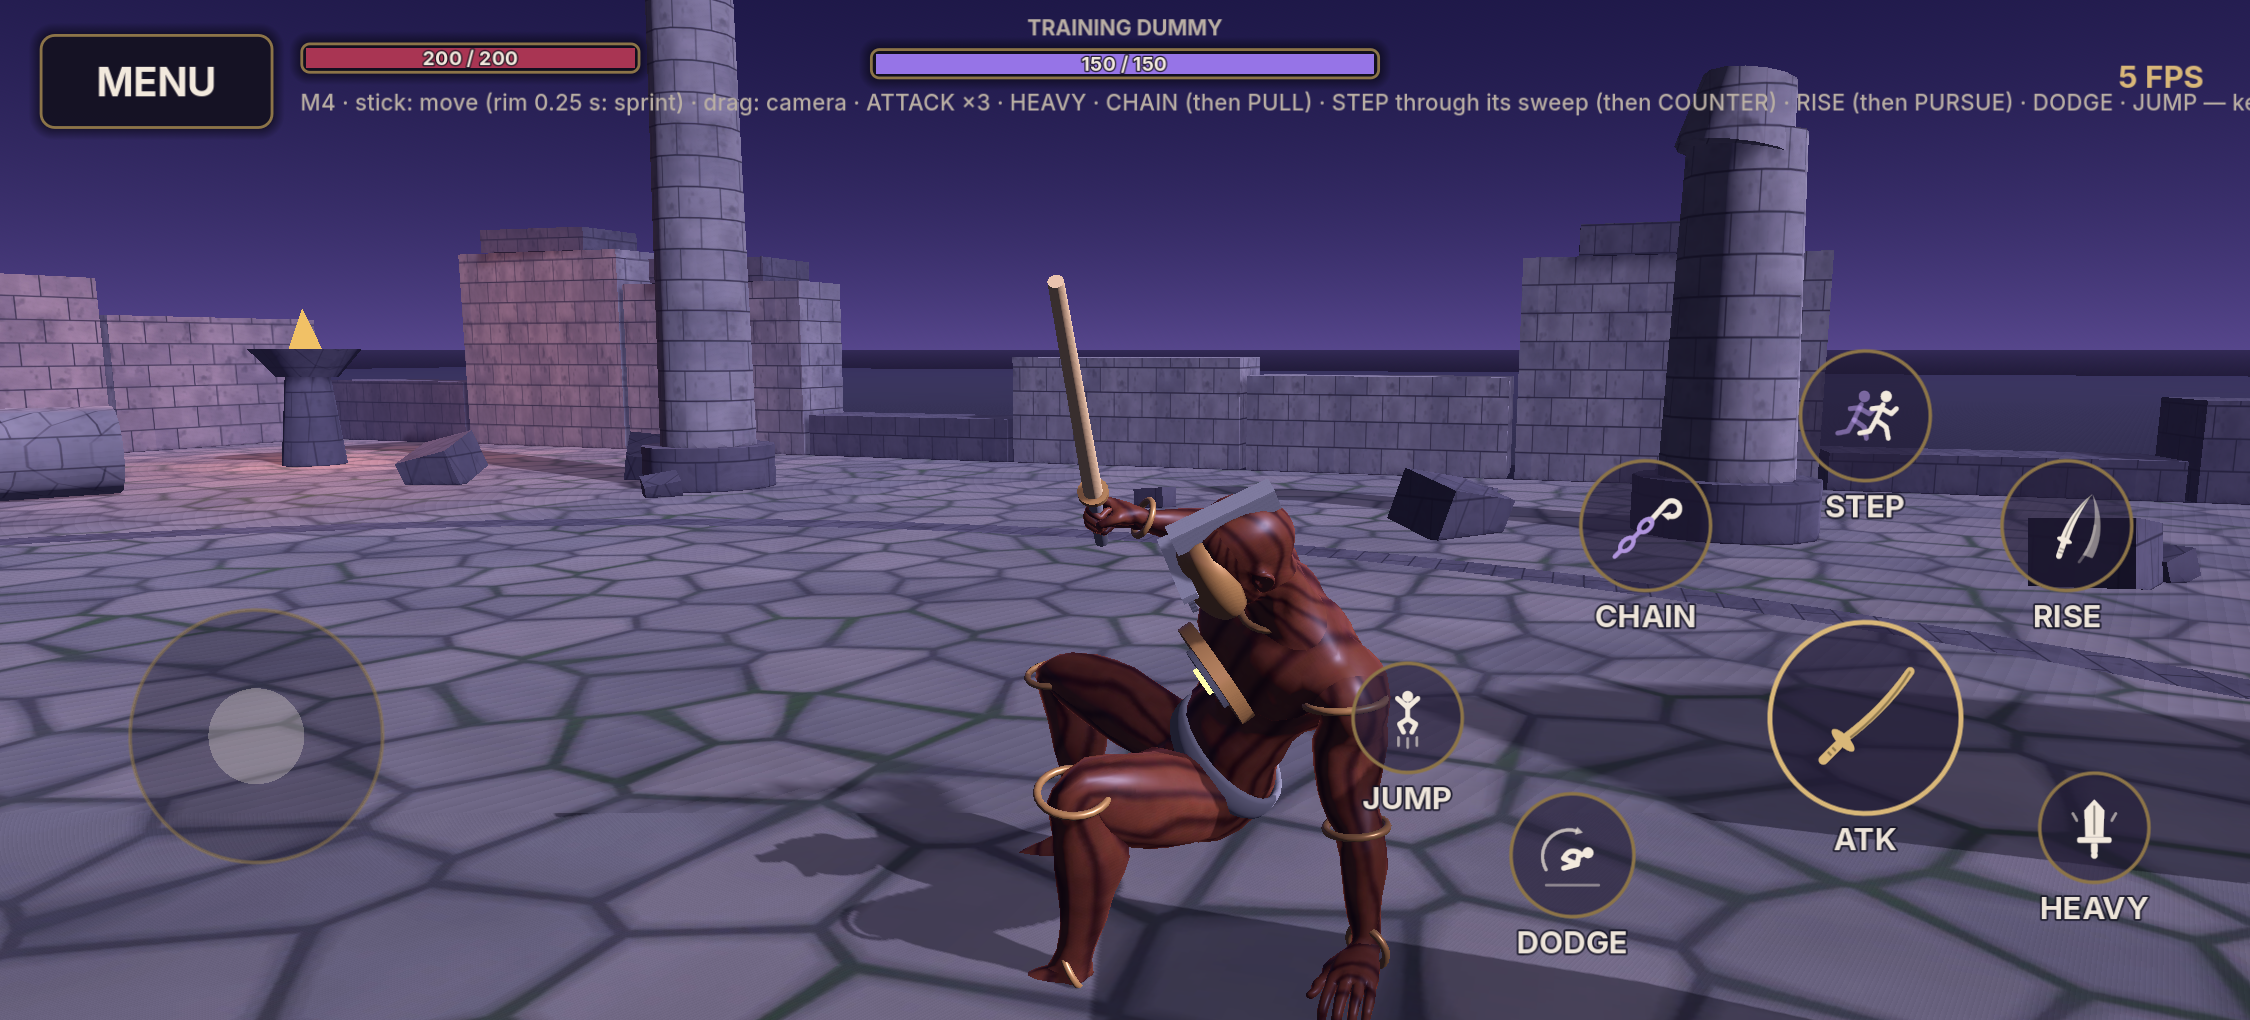 TRAINING DUMMY
MENU
200 / 200
150 / 150
5 FPS
M4 · stick: move (rim 0.25 s: sprint) · drag: camera · ATTACK ×3 · HEAVY · CHAIN (then PULL) · STEP through its sweep (then COUNTER) · RISE (then PURSUE) · DODGE · JUMP —
STEP
CHAIN
RISE
JUMP
ATK
HEAVY
DODGE